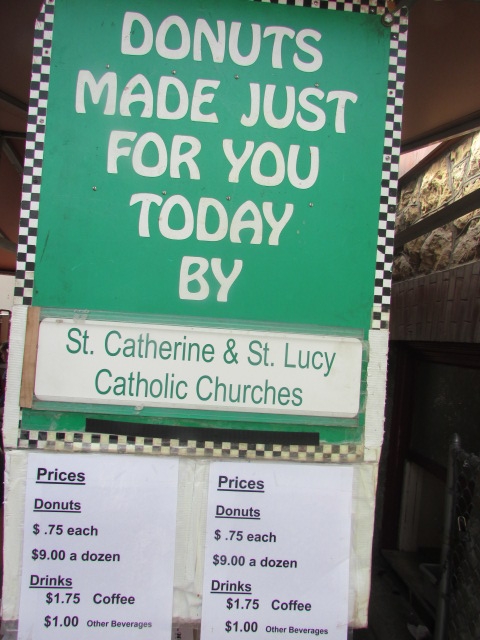 DONUTS
MADE JUST
FOR YOU
TODAY
BY
St. Catherine & St. Lucy
Catholic Churches
Prices
Donuts
$ .75 each
$9.00 a dozen
Drinks
$1.75 Coffee
$1.00 Other Beverages
Prices
Donuts
$ .75 each
$9.00 a dozen
Drinks
$1.75 Coffee
$1.00 Other Beverages